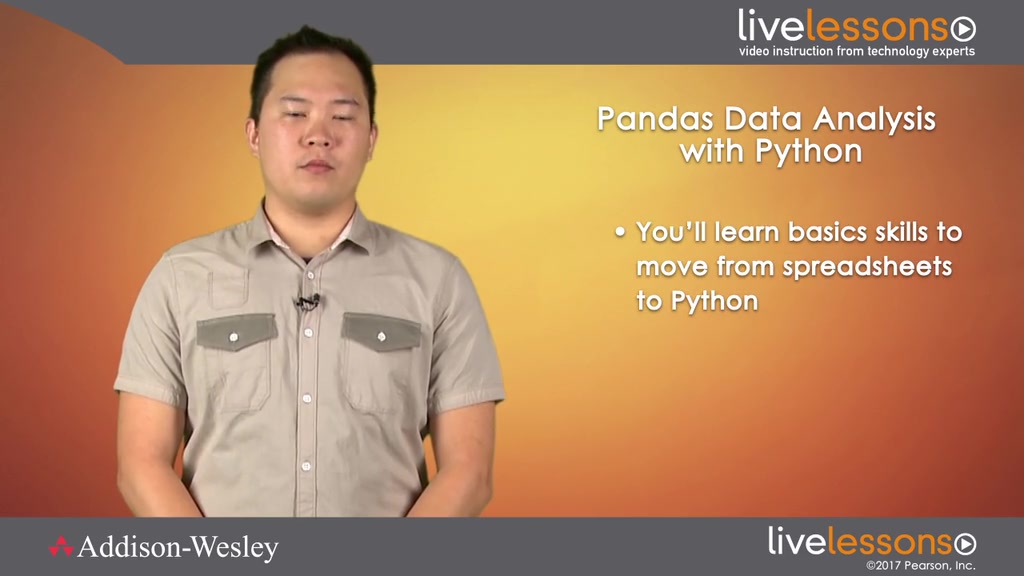 livelessons
video instruction from technology experts
Pandas Data Analysis
with Python
• You'll learn basics skills to
move from spreadsheets
to Python
Addison-Wesley
livelessons
©2017 Pearson, Inc.